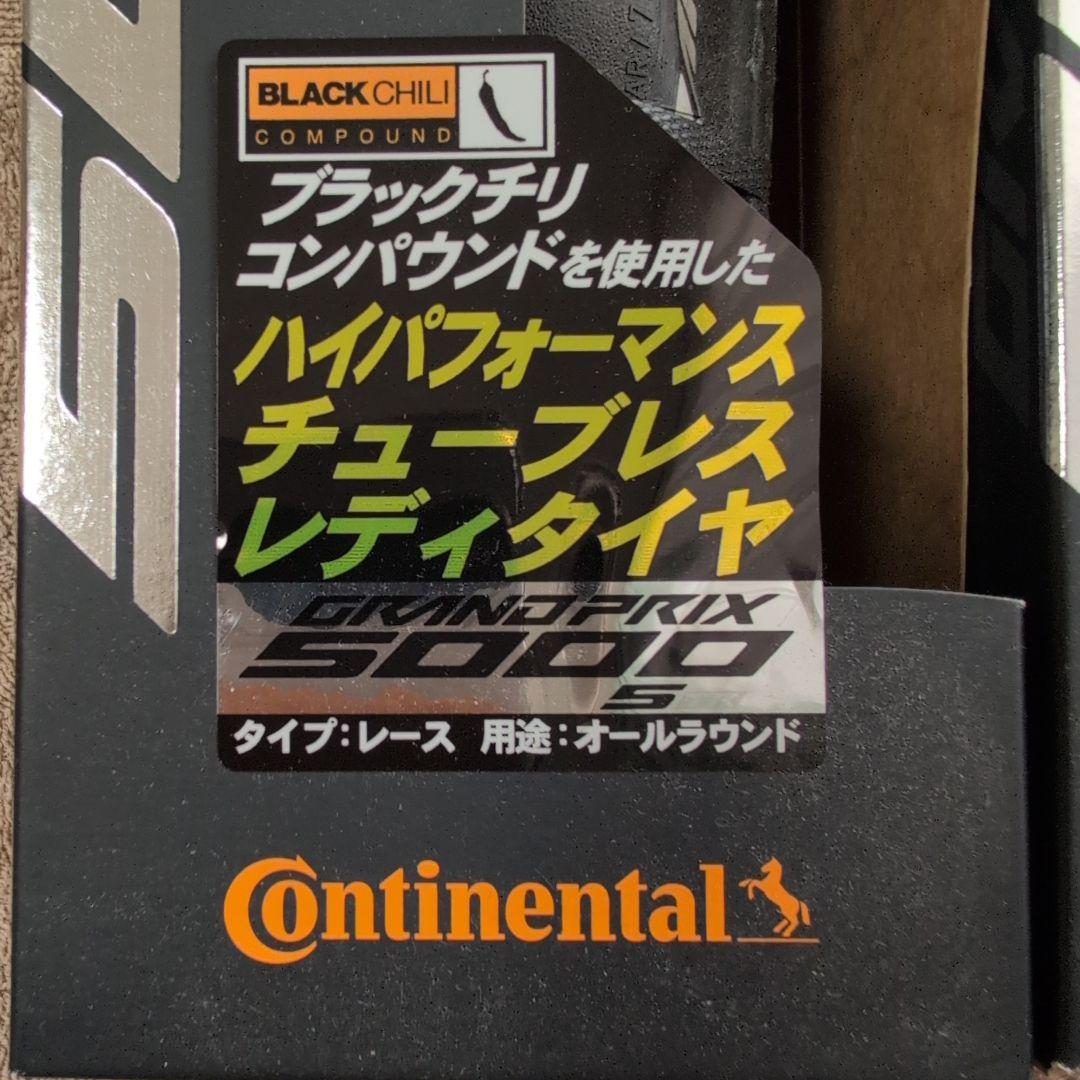 BLACK CHILI
COMPOUND
ブラックチリ
コンパウンドを使用した
ハイパフォーマンス
チューブレス
レディタイヤ
GRAND PRIX
5000
S
タイプ:レース 用途:オールラウンド
Continental